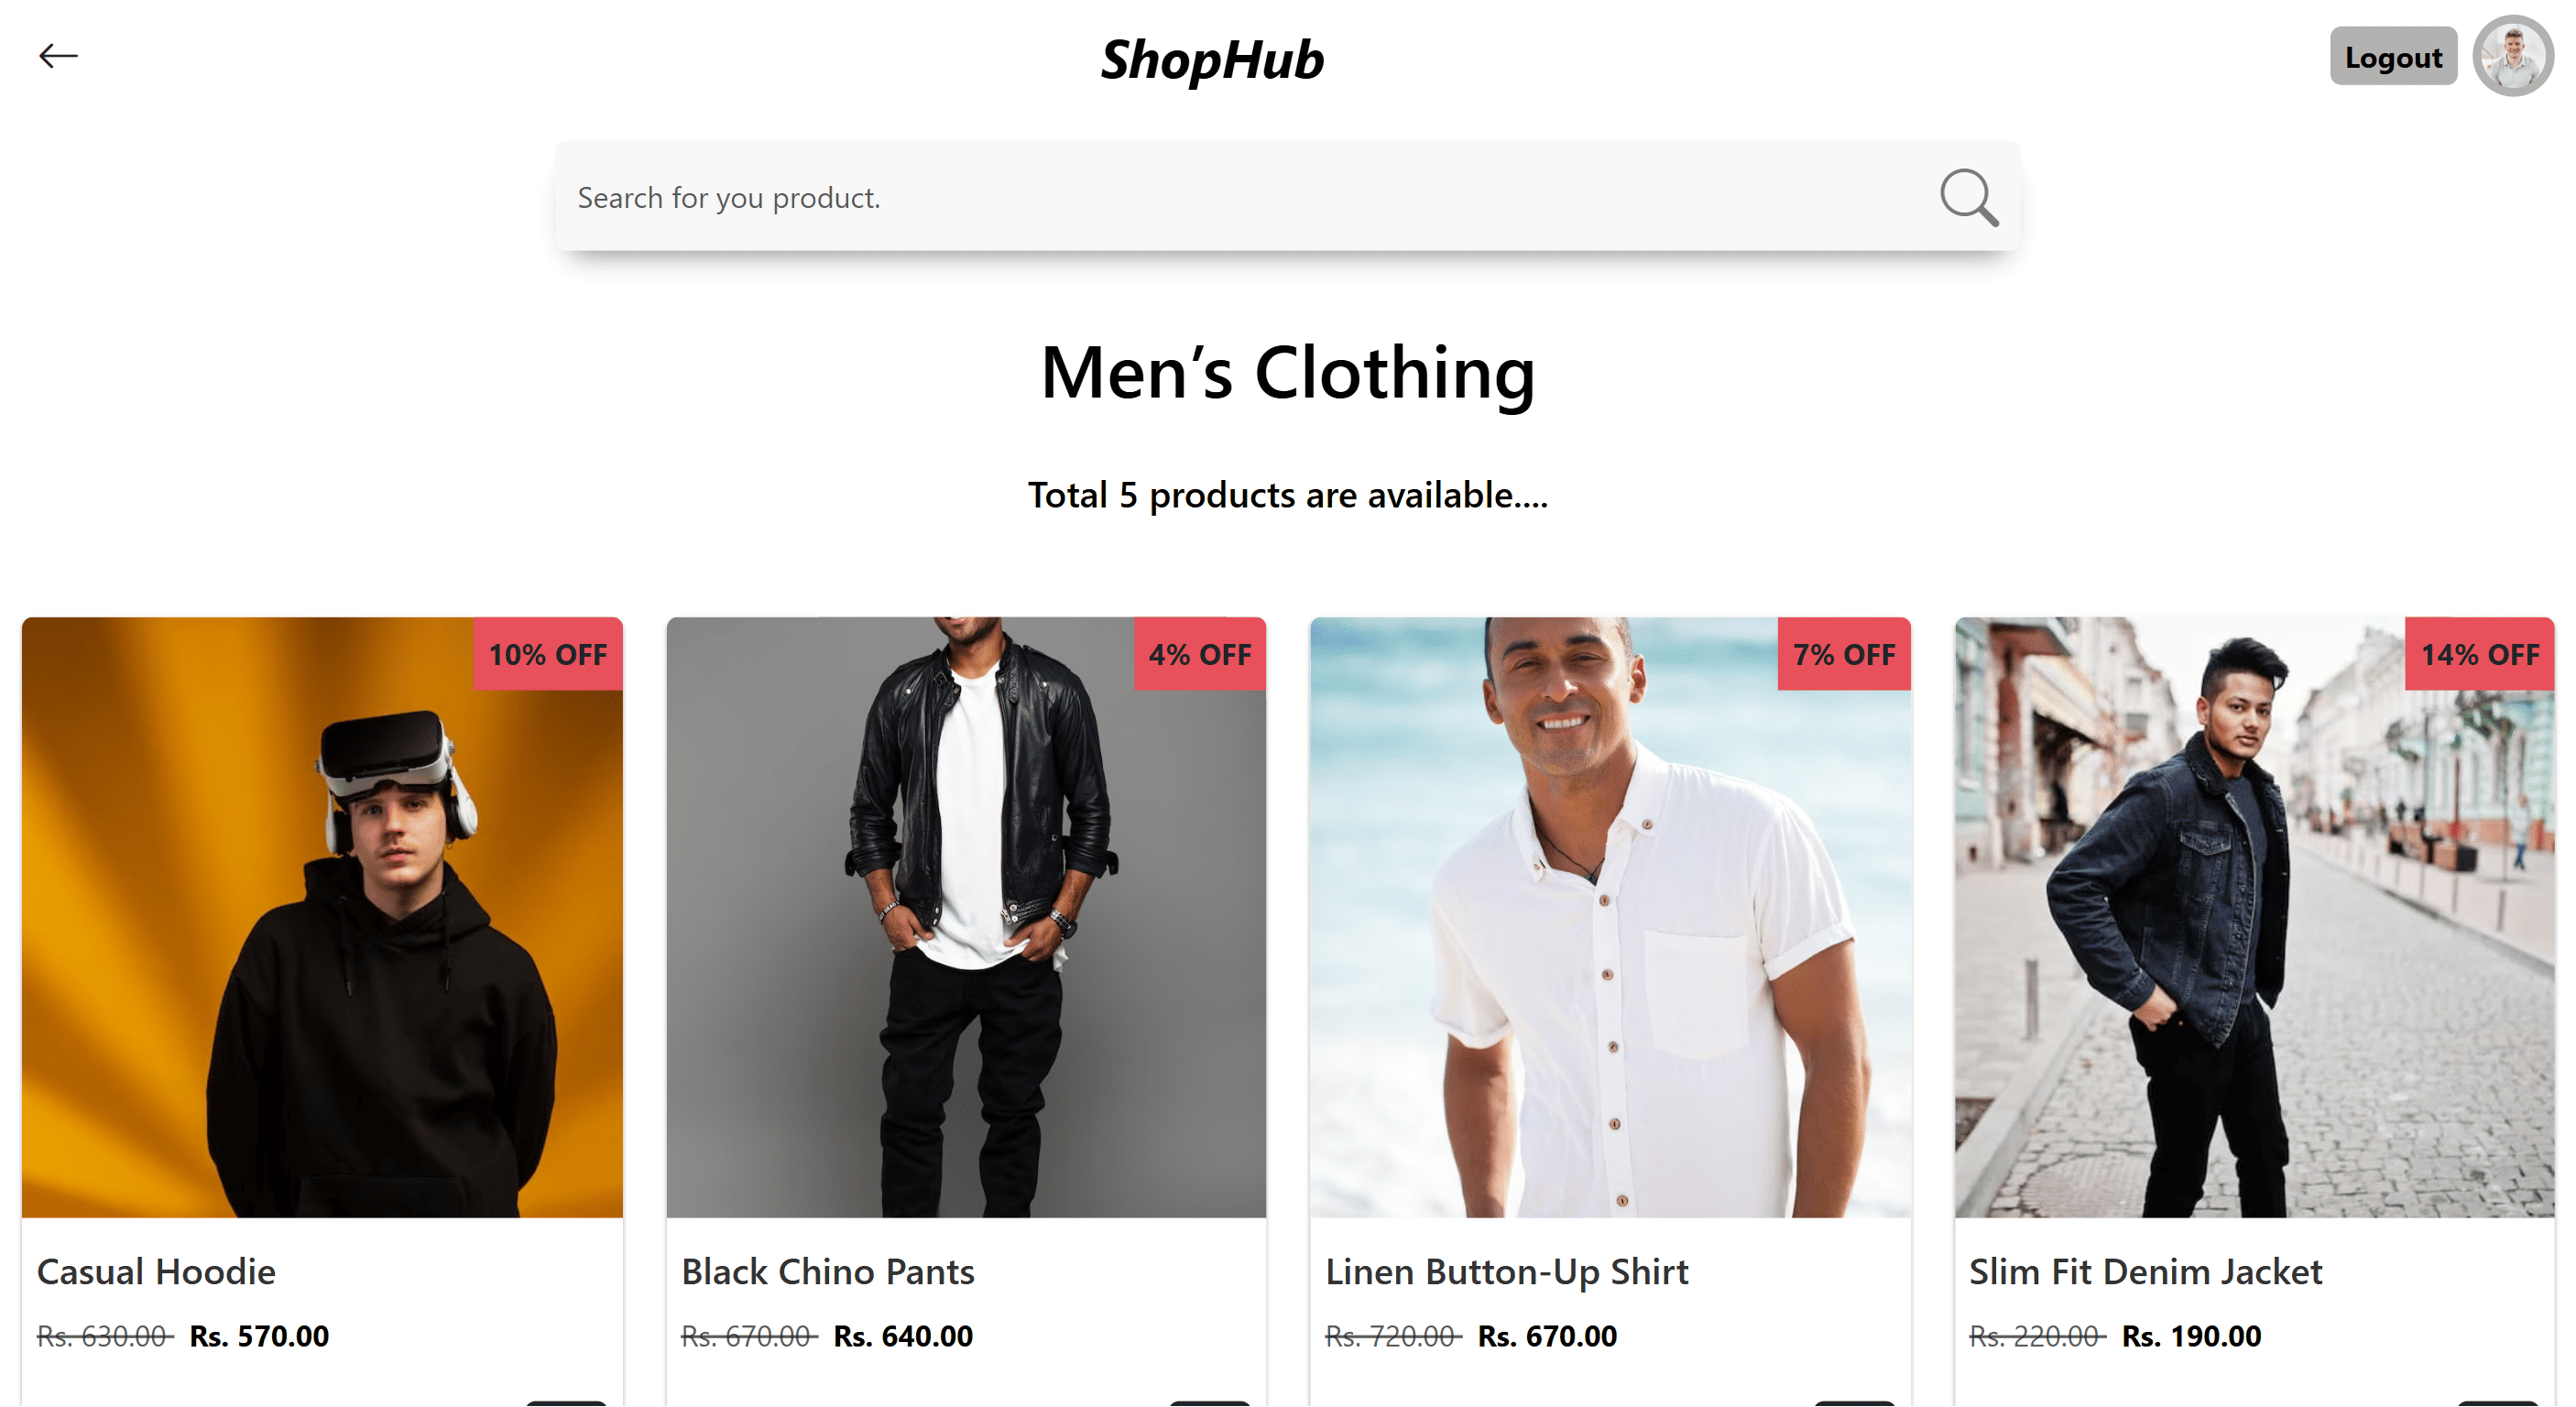 ShopHub
Logout
Search for you product.
Men’s Clothing
Total 5 products are available....
10% OFF
4% OFF
7% OFF
14% OFF
Casual Hoodie
Black Chino Pants
Linen Button-Up Shirt
Slim Fit Denim Jacket
Rs. 630.00 Rs. 570.00
Rs. 670.00 Rs. 640.00
Rs. 720.00 Rs. 670.00
Rs. 220.00 Rs. 190.00